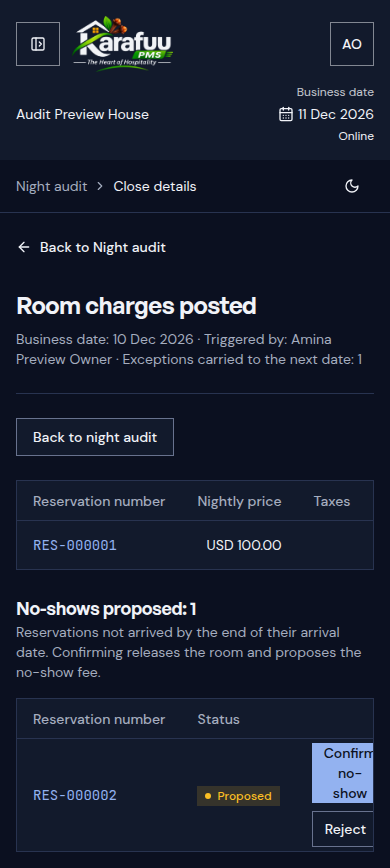 Karafuu
PMS
The Heart of Hospitality
AO
Business date
Audit Preview House
11 Dec 2026
Online
Night audit > Close details
Back to Night audit
Room charges posted
Business date: 10 Dec 2026 · Triggered by: Amina
Preview Owner · Exceptions carried to the next date: 1
Back to night audit
Reservation number Nightly price Taxes
RES-000001 USD 100.00
No-shows proposed: 1
Reservations not arrived by the end of their arrival
date. Confirming releases the room and proposes the
no-show fee.
Reservation number Status
RES-000002 Proposed
Confirm
no-
show
Reject